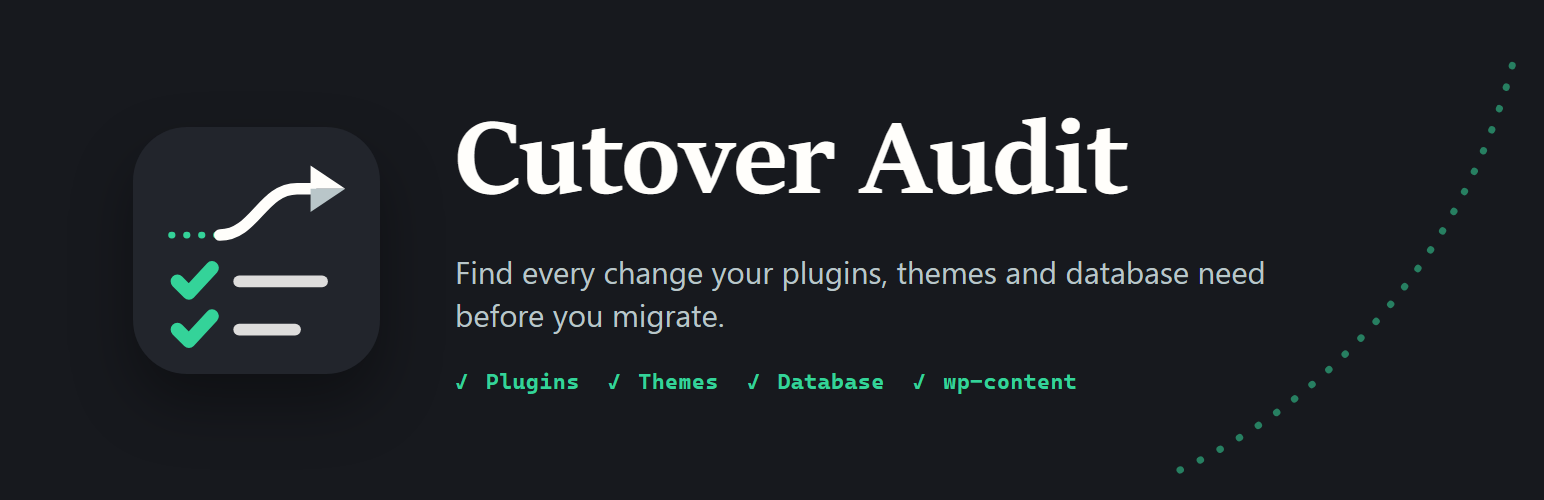 Cutover Audit
Find every change your plugins, themes and database need
before you migrate.
✓ Plugins ✓ Themes ✓ Database ✓ wp-content